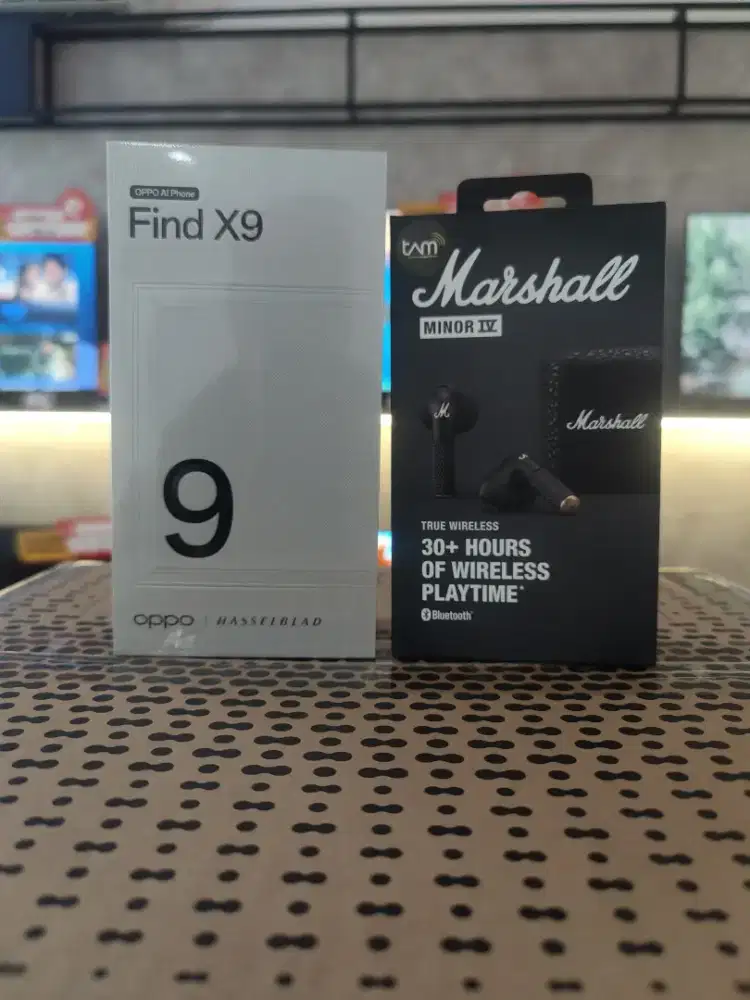 OPPO AI Phone
Find X9
9
oppo | HASSELBLAD
tam
Marshall
MINOR IV
M
Marshall
TRUE WIRELESS
30+ HOURS
OF WIRELESS
PLAYTIME*
Bluetooth®